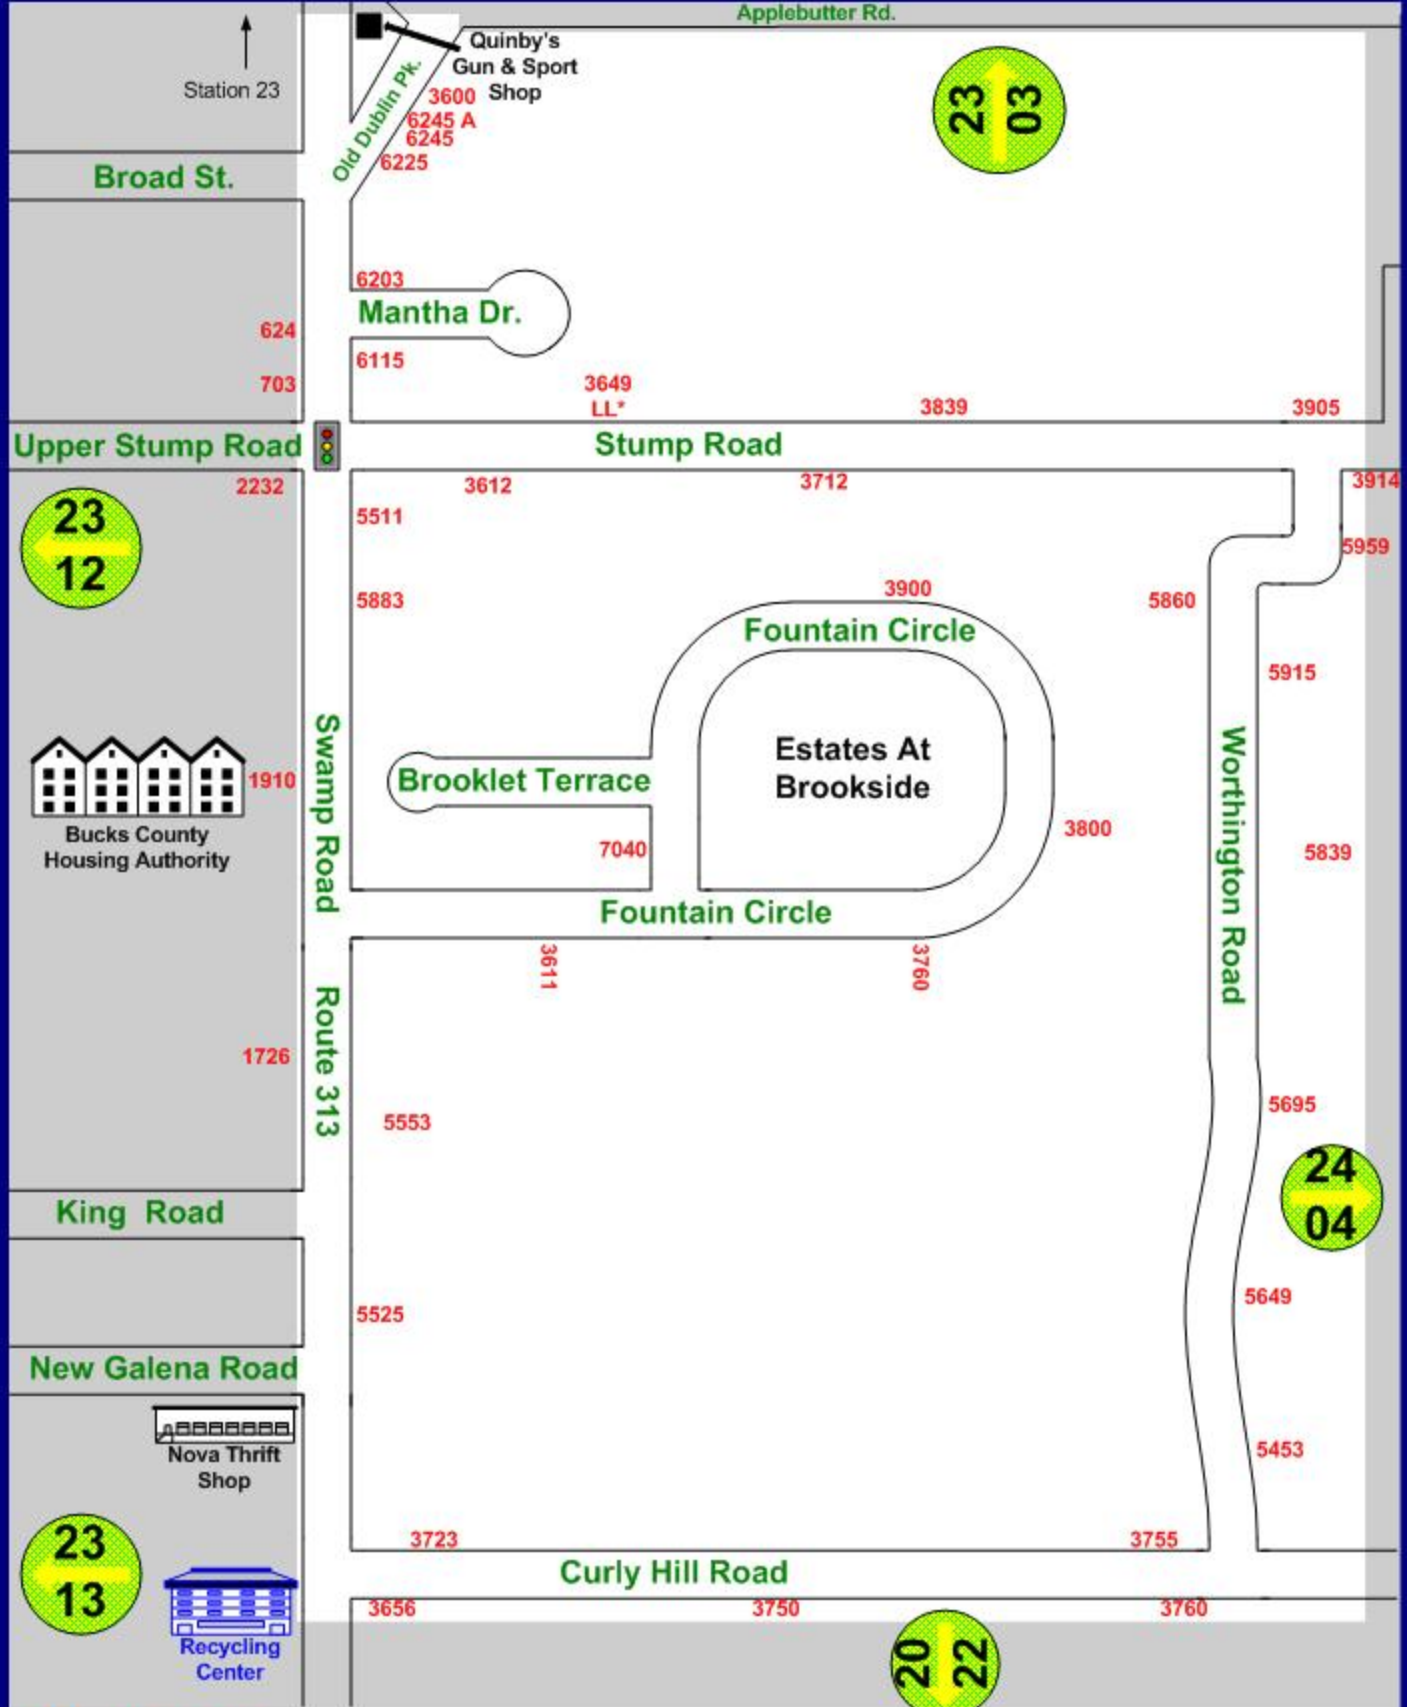 Applebutter Rd.
Station 23
Quinby's
Gun & Sport
Shop
Old Dublin Pk.
3600
6245 A
6245
6225
23
03
Broad St.
6203
Mantha Dr.
6115
624
703
3649
LL*
3839
3905
Upper Stump Road
Stump Road
2232
3612
3712
3914
23
12
5511
5959
5883
3900
5860
Fountain Circle
5915
Swamp Road
Worthington Road
Estates At
Brookside
1910
Brooklet Terrace
Bucks County
Housing Authority
7040
3800
5839
Fountain Circle
3611
3760
Route 313
1726
5553
5695
24
04
King Road
5525
5649
New Galena Road
Nova Thrift
Shop
5453
23
13
3723
3755
Curly Hill Road
3656
3750
3760
Recycling
Center
20
22